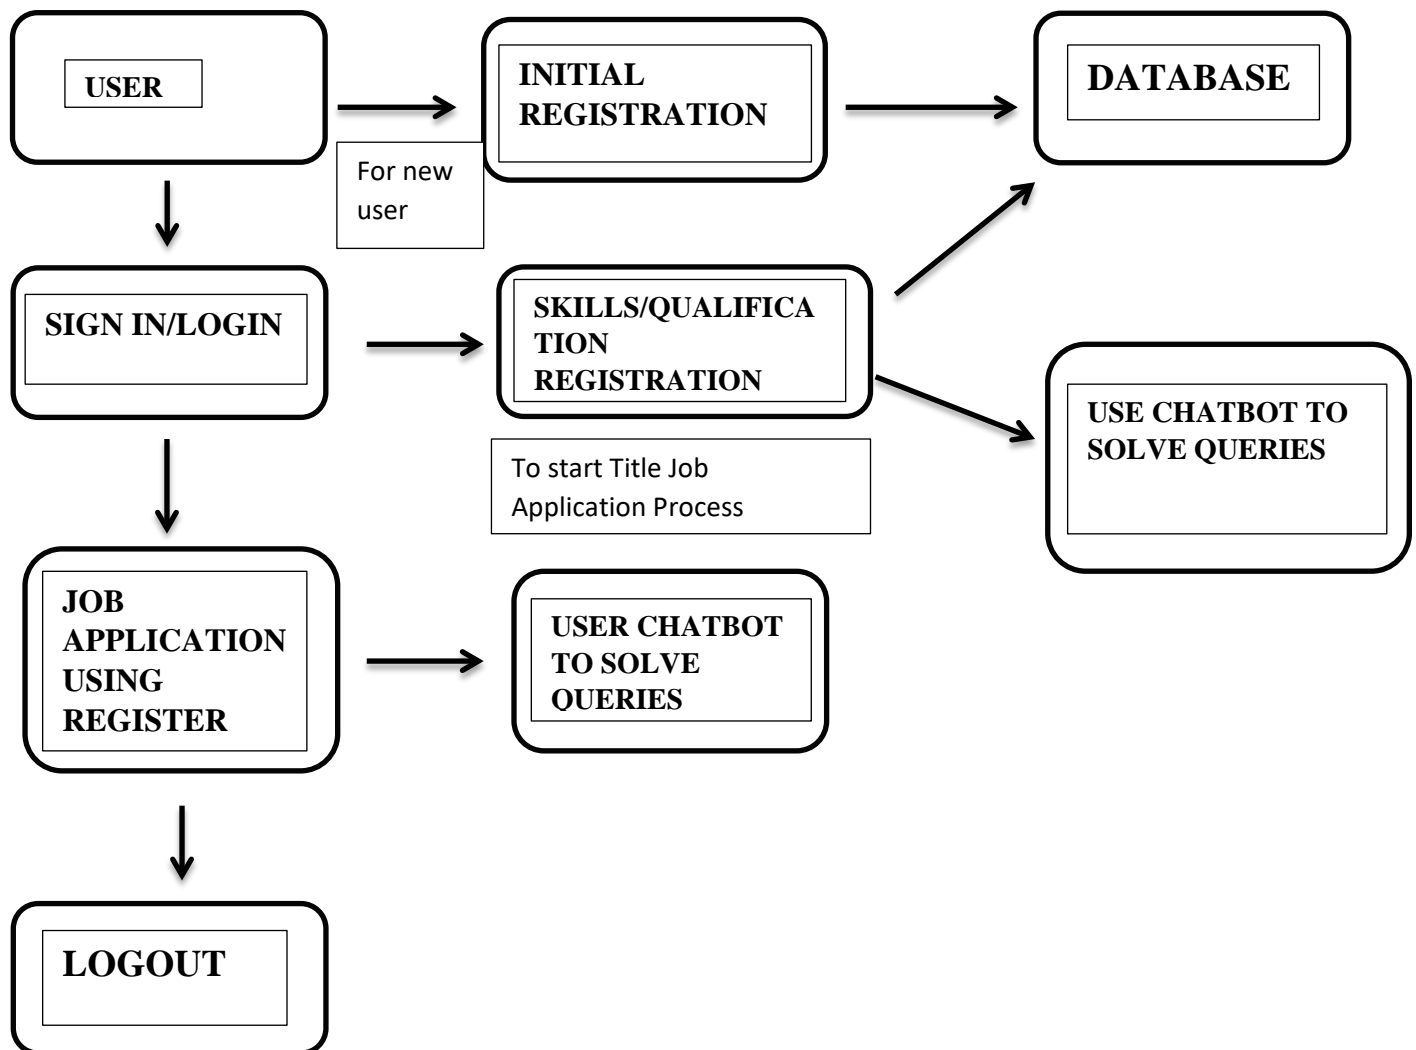 USER
INITIAL
REGISTRATION
DATABASE
For new
user
SIGN IN/LOGIN
SKILLS/QUALIFICA
TION
REGISTRATION
USE CHATBOT TO
SOLVE QUERIES
To start Title Job
Application Process
JOB
APPLICATION
USING
REGISTER
USER CHATBOT
TO SOLVE
QUERIES
LOGOUT